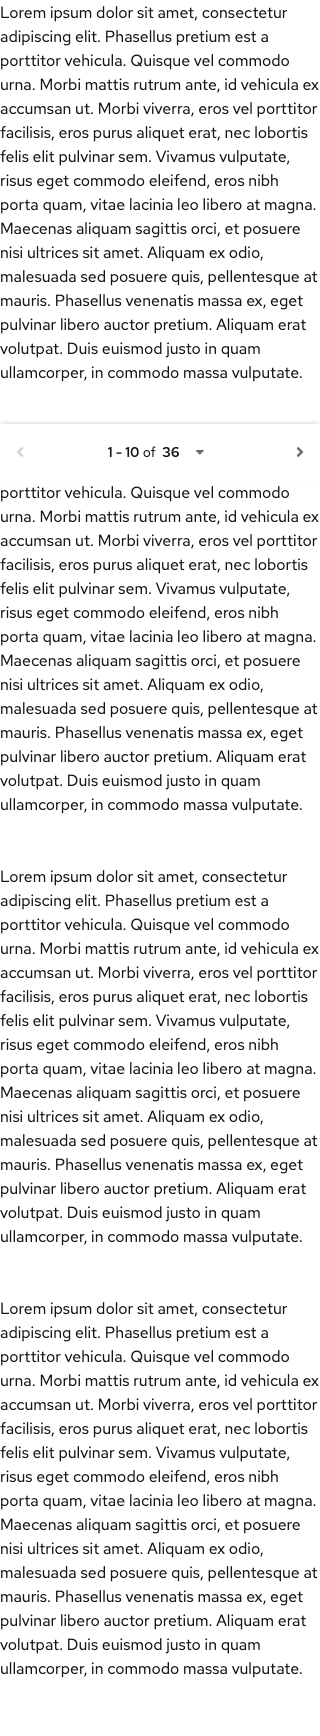 Lorem ipsum dolor sit amet, consectetur
adipiscing elit. Phasellus pretium est a
porttitor vehicula. Quisque vel commodo
urna. Morbi mattis rutrum ante, id vehicula ex
accumsan ut. Morbi viverra, eros vel porttitor
facilisis, eros purus aliquet erat, nec lobortis
felis elit pulvinar sem. Vivamus vulputate,
risus eget commodo eleifend, eros nibh
porta quam, vitae lacinia leo libero at magna.
Maecenas aliquam sagittis orci, et posuere
nisi ultrices sit amet. Aliquam ex odio,
malesuada sed posuere quis, pellentesque at
mauris. Phasellus venenatis massa ex, eget
pulvinar libero auctor pretium. Aliquam erat
volutpat. Duis euismod justo in quam
ullamcorper, in commodo massa vulputate.
1 - 10 of 36
porttitor vehicula. Quisque vel commodo
urna. Morbi mattis rutrum ante, id vehicula ex
accumsan ut. Morbi viverra, eros vel porttitor
facilisis, eros purus aliquet erat, nec lobortis
felis elit pulvinar sem. Vivamus vulputate,
risus eget commodo eleifend, eros nibh
porta quam, vitae lacinia leo libero at magna.
Maecenas aliquam sagittis orci, et posuere
nisi ultrices sit amet. Aliquam ex odio,
malesuada sed posuere quis, pellentesque at
mauris. Phasellus venenatis massa ex, eget
pulvinar libero auctor pretium. Aliquam erat
volutpat. Duis euismod justo in quam
ullamcorper, in commodo massa vulputate.
Lorem ipsum dolor sit amet, consectetur
adipiscing elit. Phasellus pretium est a
porttitor vehicula. Quisque vel commodo
urna. Morbi mattis rutrum ante, id vehicula ex
accumsan ut. Morbi viverra, eros vel porttitor
facilisis, eros purus aliquet erat, nec lobortis
felis elit pulvinar sem. Vivamus vulputate,
risus eget commodo eleifend, eros nibh
porta quam, vitae lacinia leo libero at magna.
Maecenas aliquam sagittis orci, et posuere
nisi ultrices sit amet. Aliquam ex odio,
malesuada sed posuere quis, pellentesque at
mauris. Phasellus venenatis massa ex, eget
pulvinar libero auctor pretium. Aliquam erat
volutpat. Duis euismod justo in quam
ullamcorper, in commodo massa vulputate.
Lorem ipsum dolor sit amet, consectetur
adipiscing elit. Phasellus pretium est a
porttitor vehicula. Quisque vel commodo
urna. Morbi mattis rutrum ante, id vehicula ex
accumsan ut. Morbi viverra, eros vel porttitor
facilisis, eros purus aliquet erat, nec lobortis
felis elit pulvinar sem. Vivamus vulputate,
risus eget commodo eleifend, eros nibh
porta quam, vitae lacinia leo libero at magna.
Maecenas aliquam sagittis orci, et posuere
nisi ultrices sit amet. Aliquam ex odio,
malesuada sed posuere quis, pellentesque at
mauris. Phasellus venenatis massa ex, eget
pulvinar libero auctor pretium. Aliquam erat
volutpat. Duis euismod justo in quam
ullamcorper, in commodo massa vulputate.